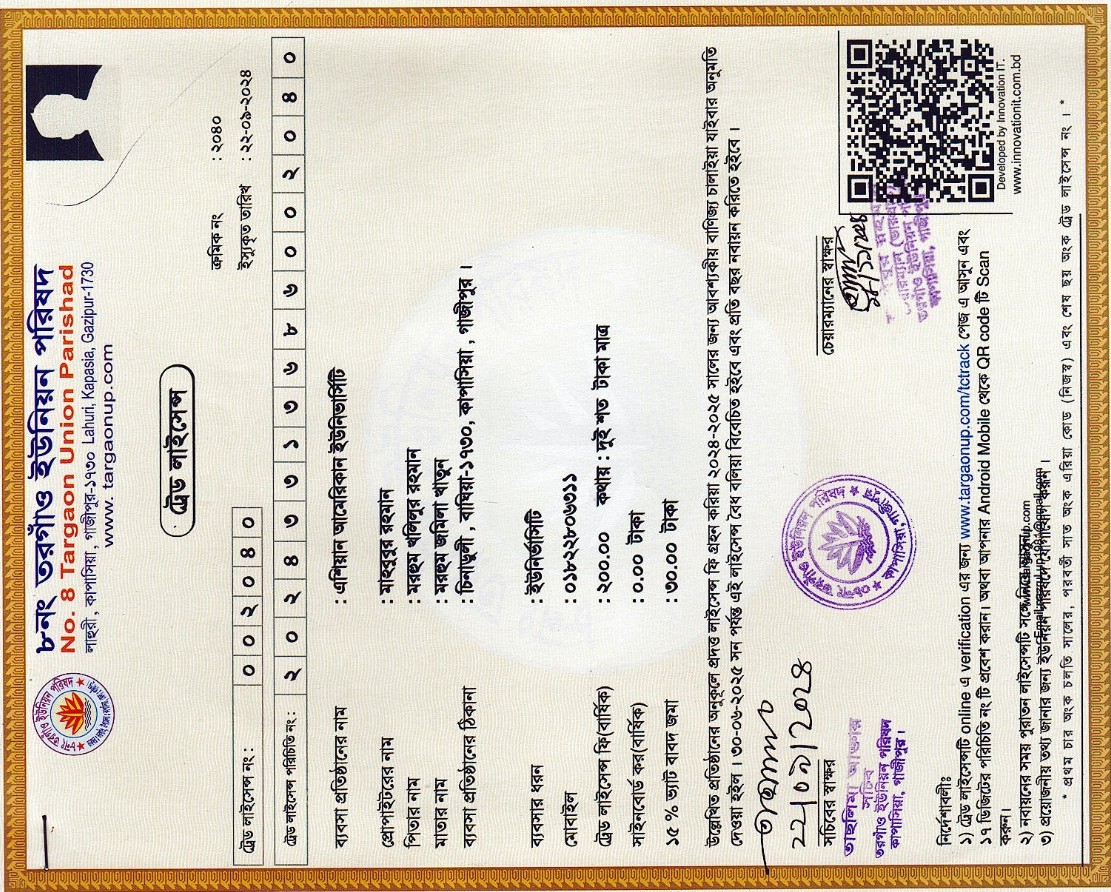 ৮নং তরগাঁও ইউনিয়ন পরিষদ
No. 8 Targaon Union Parishad
লাহুরী, কাপাসিয়া, গাজীপুর-১৭৩০ Lahuri, Kapasia, Gazipur-1730
www. targaonup.com
ট্রেড লাইসেন্স
ক্রমিক নং : ২০৪০
ট্রেড লাইসেন্স নং : ০ ০ ২ ০ ৪ ০
ইস্যুকৃত তারিখ : ২২-০৯-২০২৪
ট্রেড লাইসেন্স পরিচিতি নং : ২ ০ ২ ৪ ৩ ৩ ১ ৩ ৬ ৮ ৬ ০ ০ ২ ০ ৪ ০
ব্যবসা প্রতিষ্ঠানের নাম : এশিয়ান আমেরিকান ইউনিভার্সিটি
প্রোপাইটরের নাম : মাহবুবুর রহমান
পিতার নাম : মরহুম খলিলুর রহমান
মাতার নাম : মরহুম জমিলা খাতুন
ব্যবসা প্রতিষ্ঠানের ঠিকানা : চিনাডুলী , বাঘিয়া-১৭৩০, কাপাসিয়া , গাজীপুর ।
ব্যবসার ধরন : ইউনির্ভাসিটি
মোবাইল : ০১৮২২৮০৬৩১১
ট্রেড লাইসেন্স ফি(বার্ষিক) : ২০০.০০ কথায় : দুই শত টাকা মাত্র
সাইনবোর্ড কর(বার্ষিক) : ০.০০ টাকা
১৫ % ভ্যাট বাবদ জমা : ৩০.০০ টাকা
উল্লেখিত প্রতিষ্ঠানের অনুকূলে প্রদত্ত লাইসেন্স ফি গ্রহন করিয়া ২০২৪-২০২৫ সালের জন্য আবশ্যকীয় বাণিজ্য চালাইয়া যাইবার অনুমতি
দেওয়া হইল । ৩০-০৬-২০২৫ সন পর্যন্ত এই লাইসেন্স বৈধ বলিয়া বিবেচিত হইবে এবং প্রতি বছর নবায়ন করিতে হইবে ।
২২/০৯/২০২৪
সচিবের স্বাক্ষর
তাছলিমা আক্তার
সচিব
তরগাঁও ইউনিয়ন পরিষদ
কাপাসিয়া, গাজীপুর।
৮নং তরগাঁও ইউনিয়ন পরিষদ
কাপাসিয়া, গাজীপুর
চেয়ারম্যানের স্বাক্ষর
তরগাঁও ইউনিয়ন
কাপাসিয়া, গাজীপুর
Developed by Innovation IT.
www.innovationit.com.bd
নির্দেশাবলীঃ
১) ট্রেড লাইসেন্সটি online এ verification এর জন্য www.targaonup.com/tctrack পেজ এ আসুন এবং
১৭ ডিজিটের পরিচিতি নং টি প্রবেশ করান। অথবা আপনার Android Mobile থেকে QR code টি Scan
করুন।
২) নবায়নের সময় পুরাতন লাইসেন্সটি সঙ্গে নিয়ে আসুন।
www.targaonup.com
৩) প্রয়োজনীয় তথ্য জানার জন্য ইউনিয়ন পরিষদে যোগাযোগ করুন ।
* প্রথম চার অংক চলতি সালের, পরবর্তী সাত অংক এরিয়া কোড (নিজস্ব) এবং শেষ ছয় অংক ট্রেড লাইসেন্স নং । *